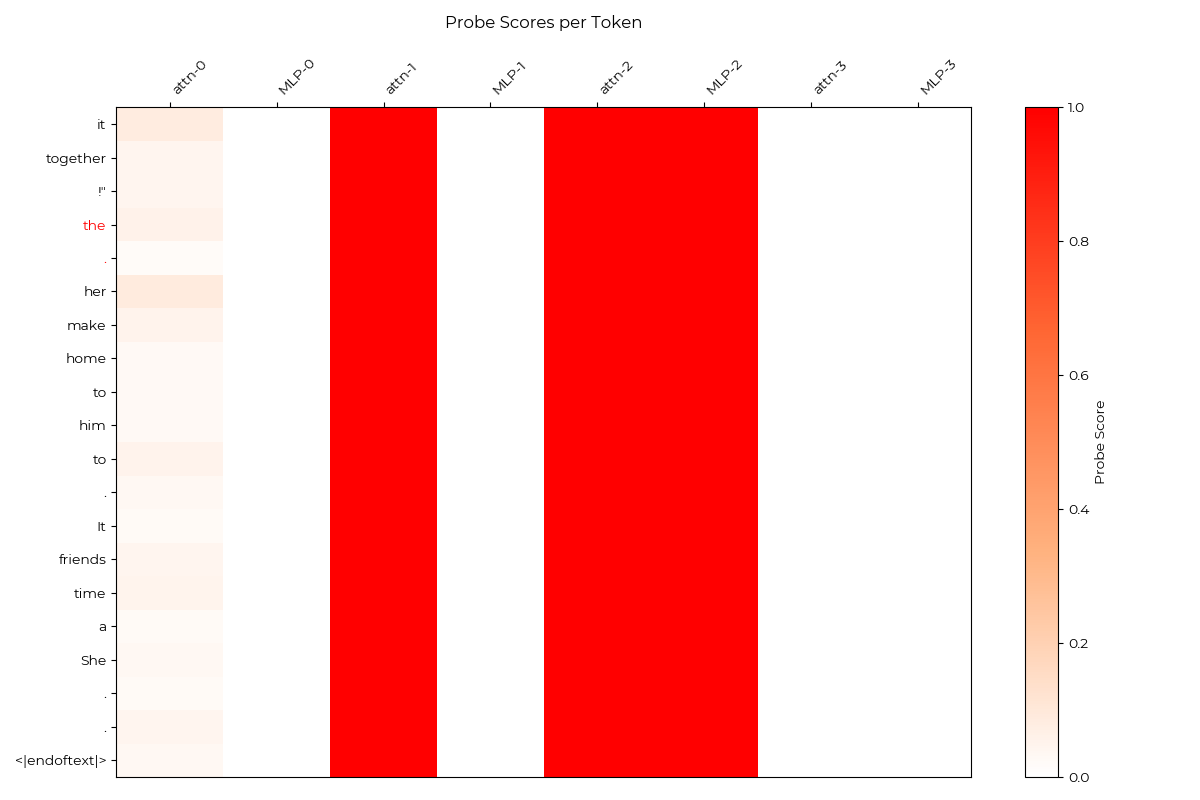 Probe Scores per Token
attn-0 MLP-0 attn-1 MLP-1 attn-2 MLP-2 attn-3 MLP-3
it
together
!"
the
.
her
make
home
to
him
to
.
It
friends
time
a
She
.
.
<|endoftext|>
1.0
0.8
0.6
0.4
0.2
0.0
Probe Score